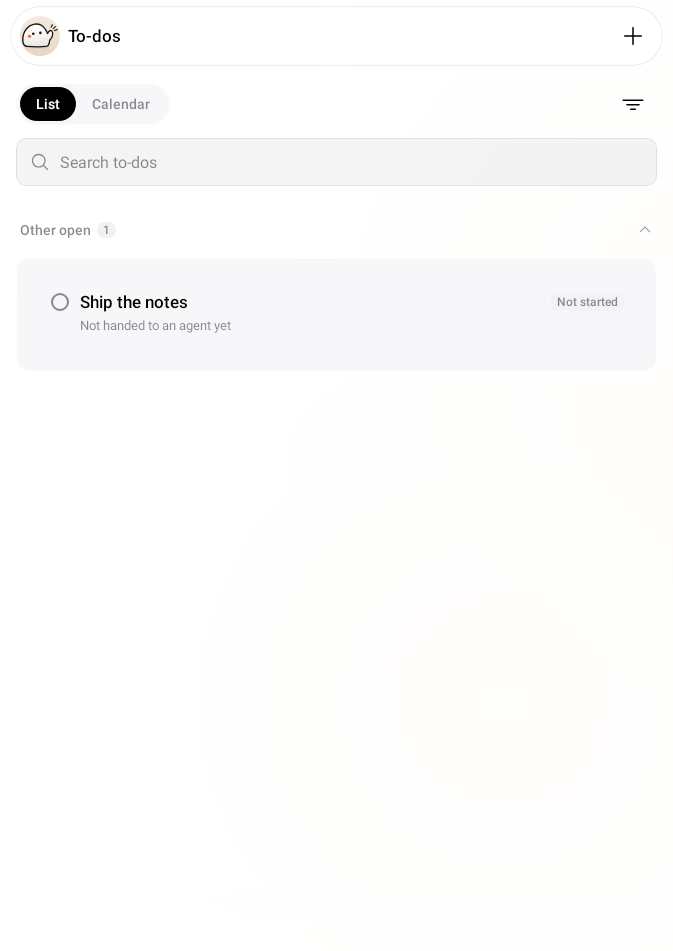 To-dos
List
Calendar
Search to-dos
Other open 1
Ship the notes
Not started
Not handed to an agent yet